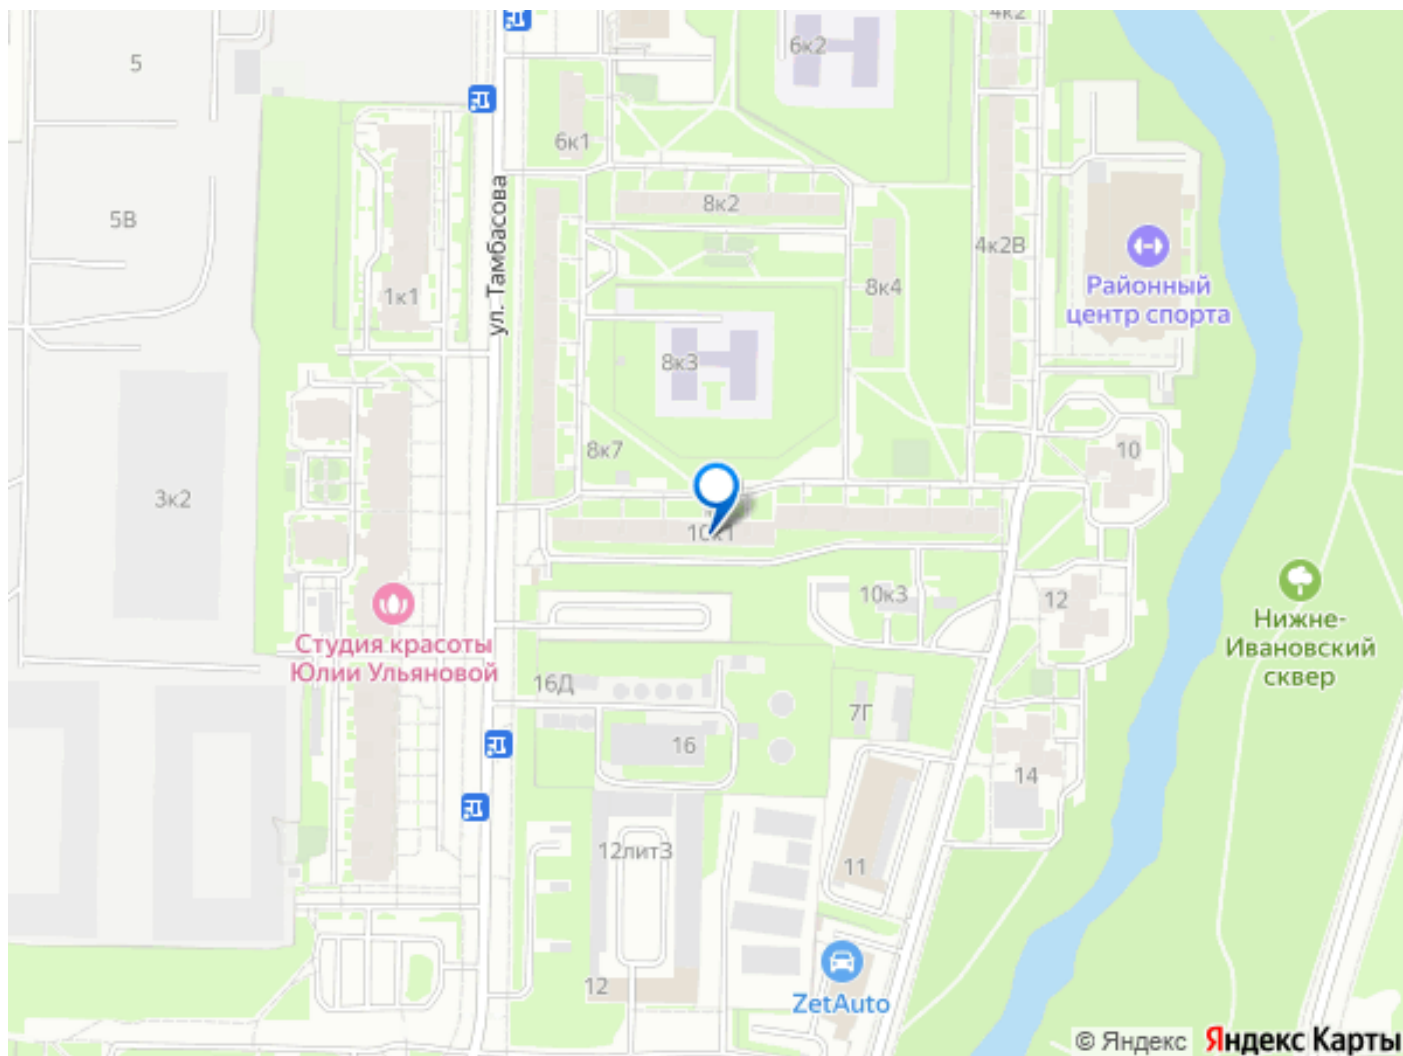 4к2
5
6к2
6к1
ул. Тамбасова
8к2
5В
4к2В
8к4
1к1
Районный
центр спорта
8к3
8к7
10
3к2
10к1
10к3
12
Студия красоты
Юлии Ульяновой
Нижне-
Ивановский
сквер
16Д
7Г
16
14
12литЗ
11
12
ZetAuto
© Яндекс Яндекс Карты